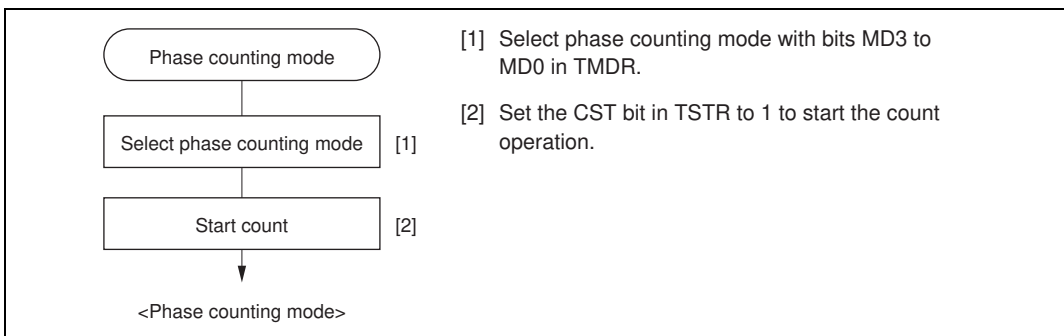 Phase counting mode
Select phase counting mode [1]
Start count [2]
<Phase counting mode>
[1] Select phase counting mode with bits MD3 to
MD0 in TMDR.
[2] Set the CST bit in TSTR to 1 to start the count
operation.